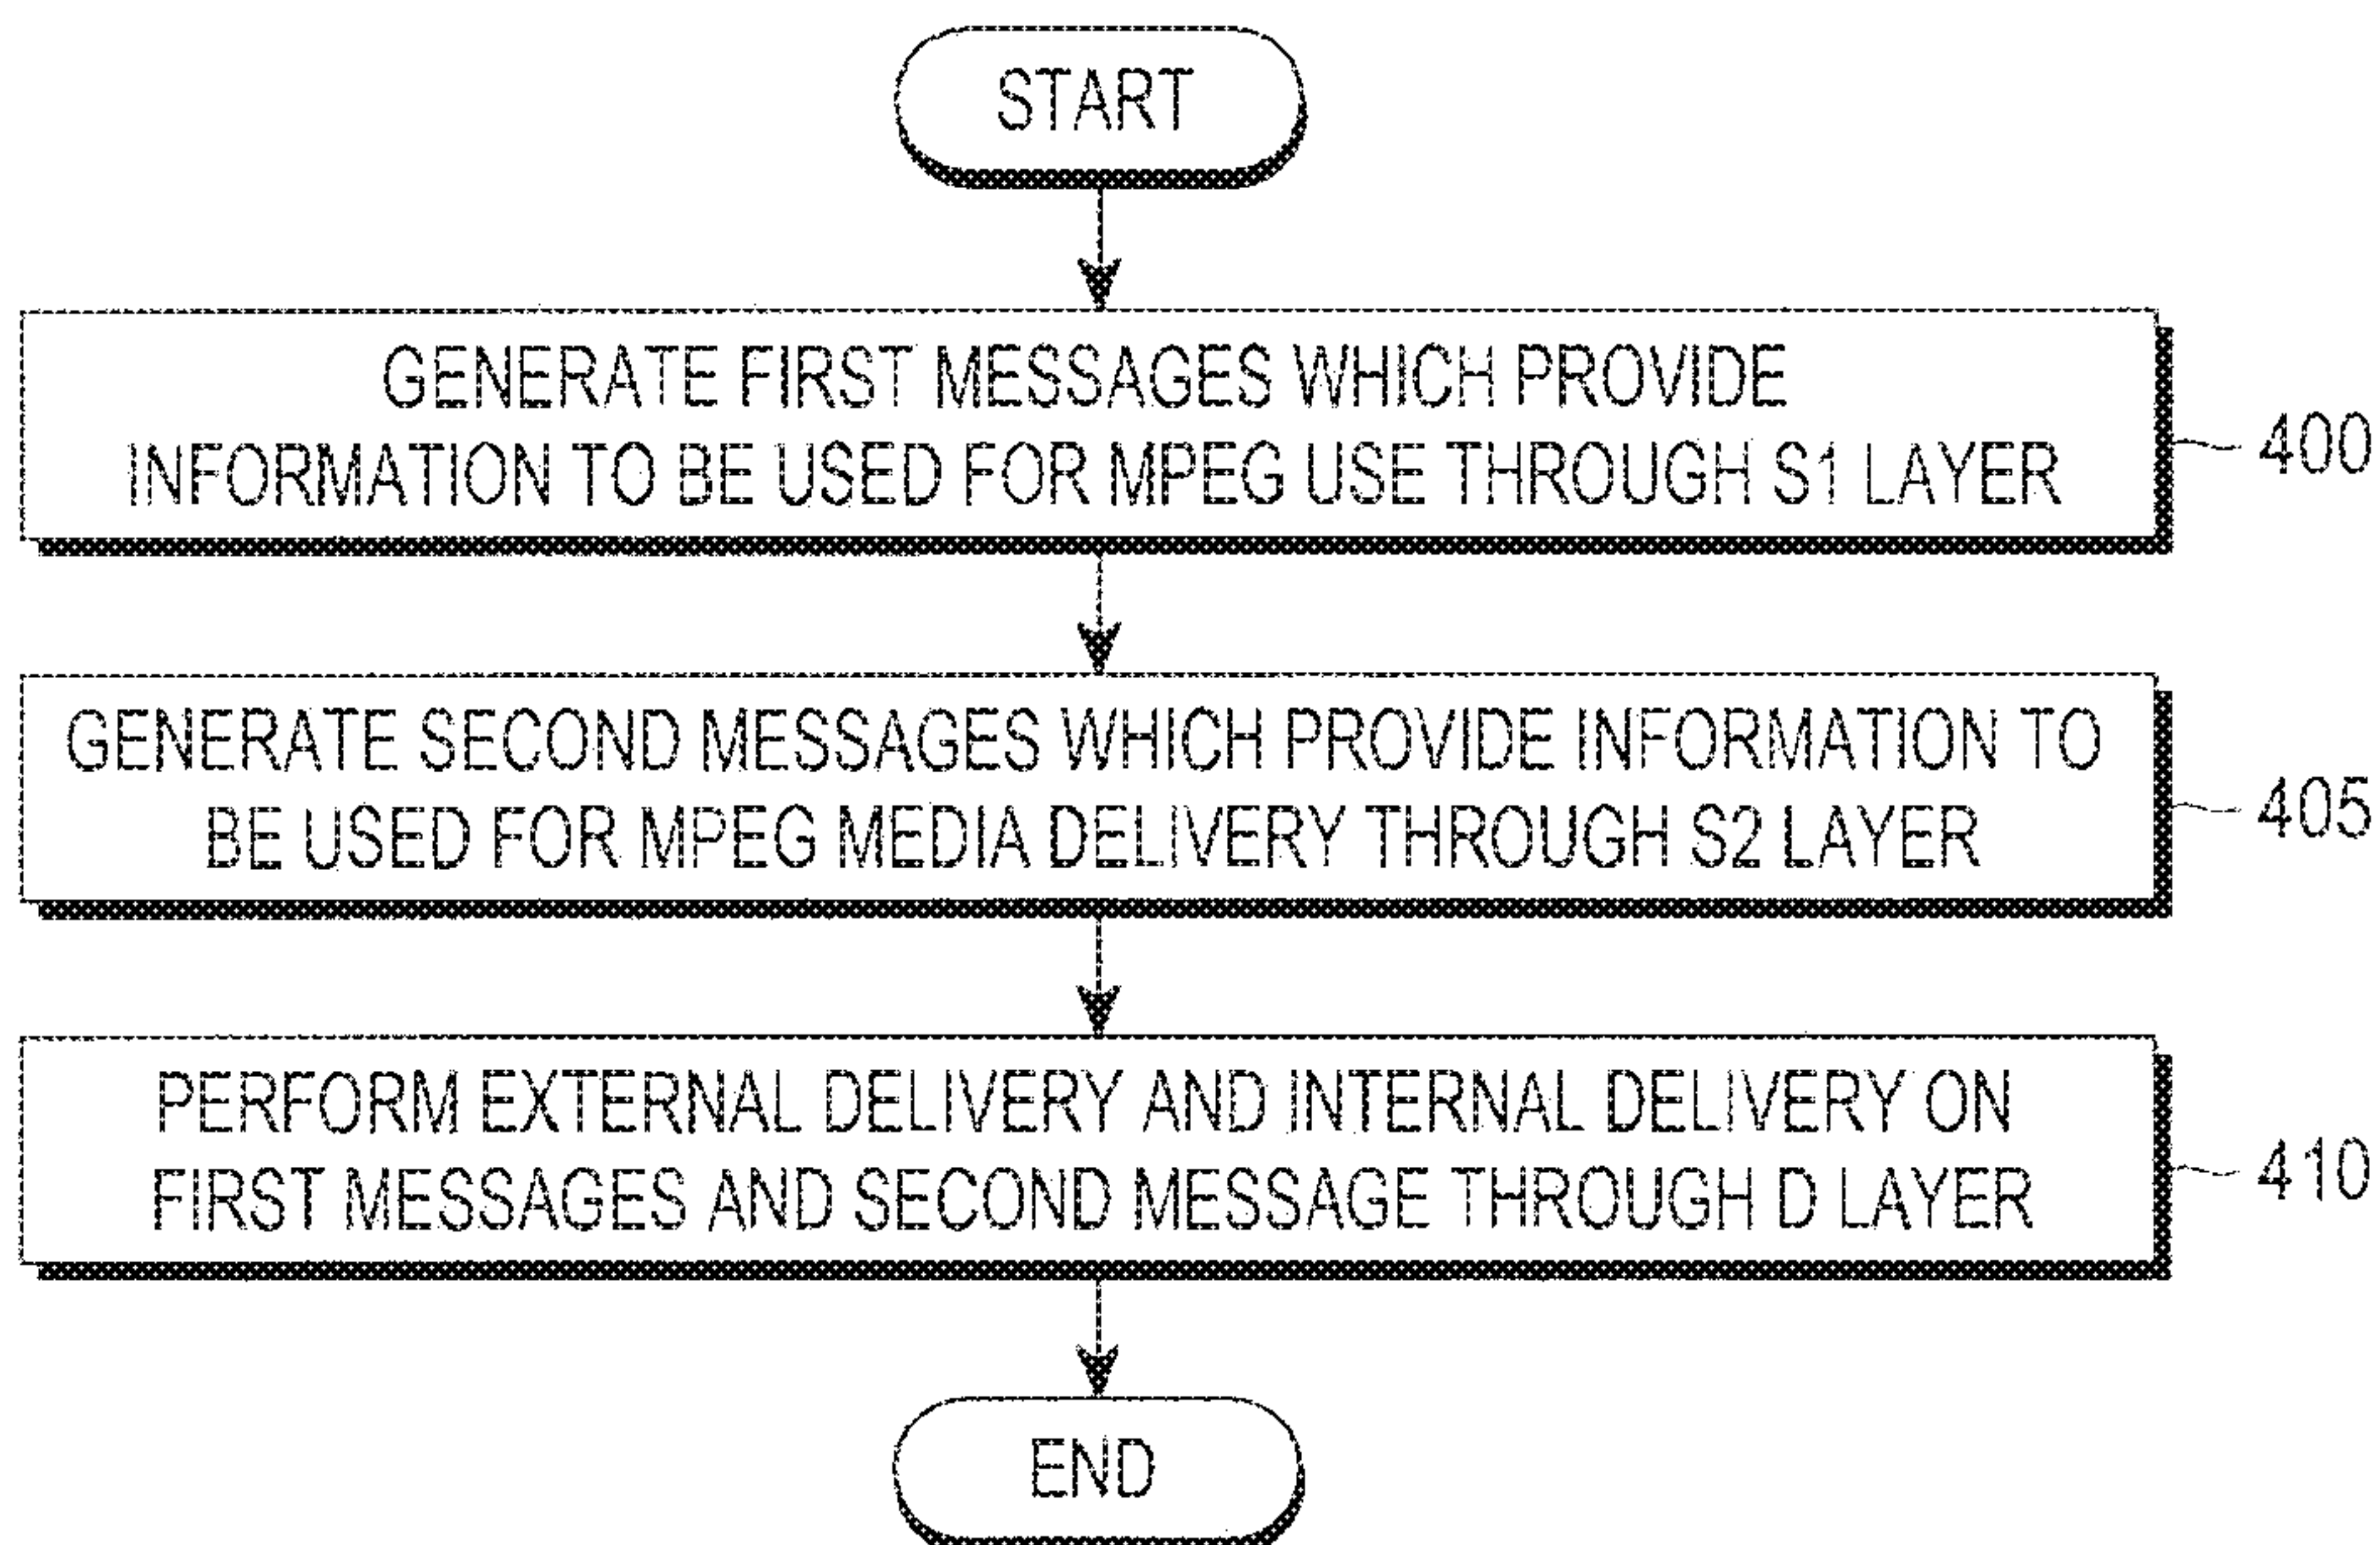 START
GENERATE FIRST MESSAGES WHICH PROVIDE
INFORMATION TO BE USED FOR MPEG USE THROUGH S1 LAYER
400
GENERATE SECOND MESSAGES WHICH PROVIDE INFORMATION TO
BE USED FOR MPEG MEDIA DELIVERY THROUGH S2 LAYER
405
PERFORM EXTERNAL DELIVERY AND INTERNAL DELIVERY ON
FIRST MESSAGES AND SECOND MESSAGE THROUGH D LAYER
410
END